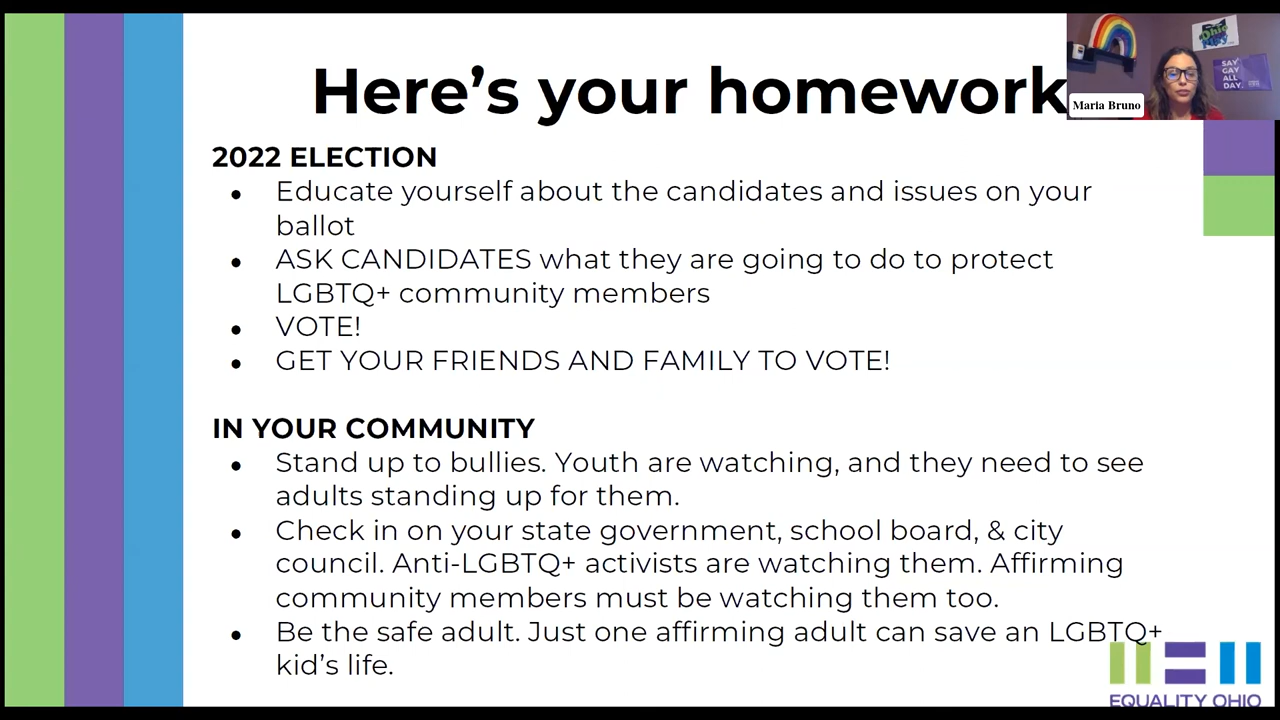 Here's your homework
Maria Bruno
Ohio
SAY
GAY
ALL
DAY.
2022 ELECTION
● Educate yourself about the candidates and issues on your
ballot
● ASK CANDIDATES what they are going to do to protect
LGBTQ+ community members
● VOTE!
● GET YOUR FRIENDS AND FAMILY TO VOTE!
IN YOUR COMMUNITY
● Stand up to bullies. Youth are watching, and they need to see
adults standing up for them.
● Check in on your state government, school board, & city
council. Anti-LGBTQ+ activists are watching them. Affirming
community members must be watching them too.
● Be the safe adult. Just one affirming adult can save an LGBTQ+
kid's life.
EQUALITY OHIO